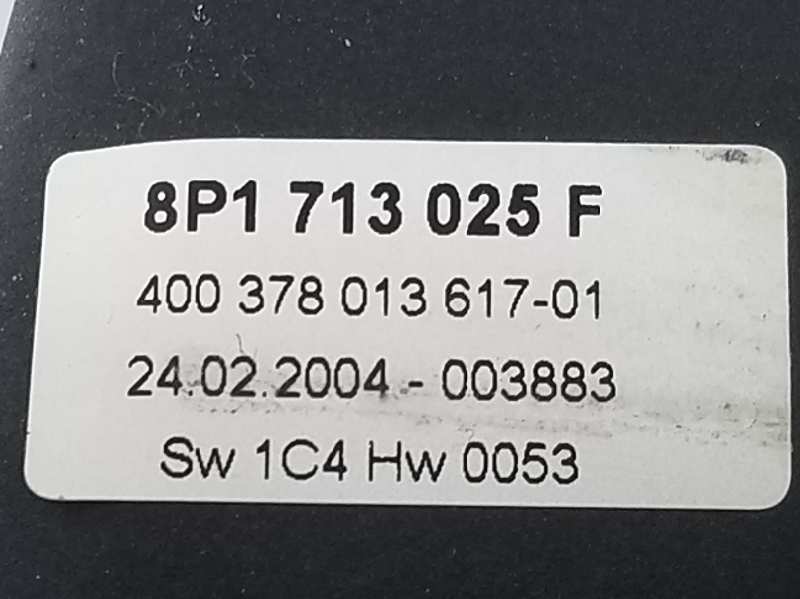 8P1 713 025 F
400 378 013 617-01
24.02.2004 - 003883
Sw 1C4 Hw 0053